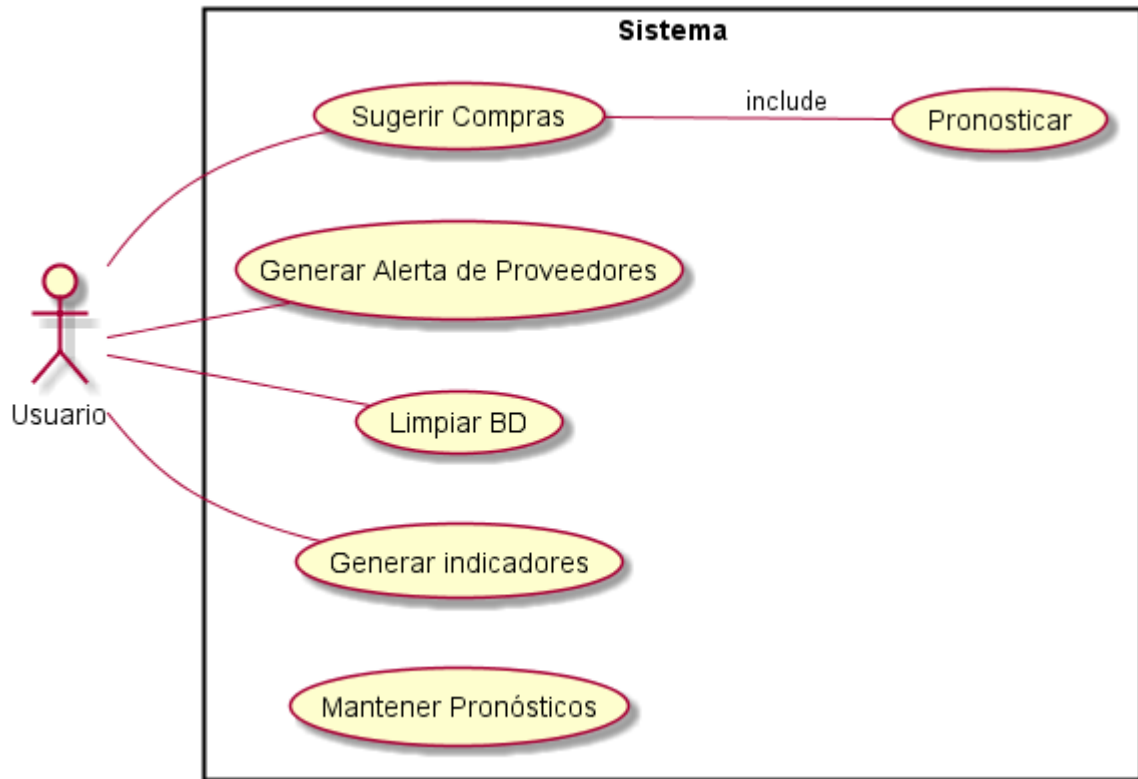 Sistema
Sugerir Compras
include
Pronosticar
Generar Alerta de Proveedores
Usuario
Limpiar BD
Generar indicadores
Mantener Pronósticos